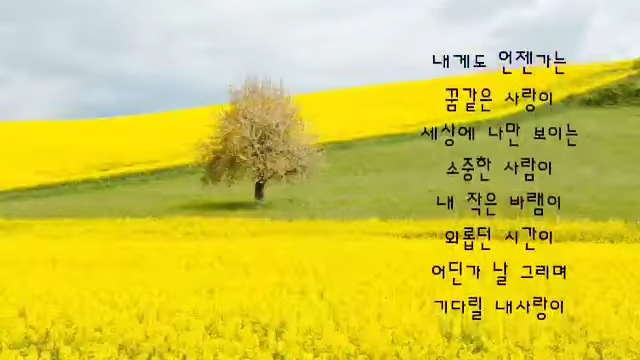 내게도 언젠가는
꿈같은 사랑이
세상에 나만 보이는
소중한 사람이
내 작은 바램이
외롭던 시간이
어딘가 날 그리며
기다릴 내사랑이